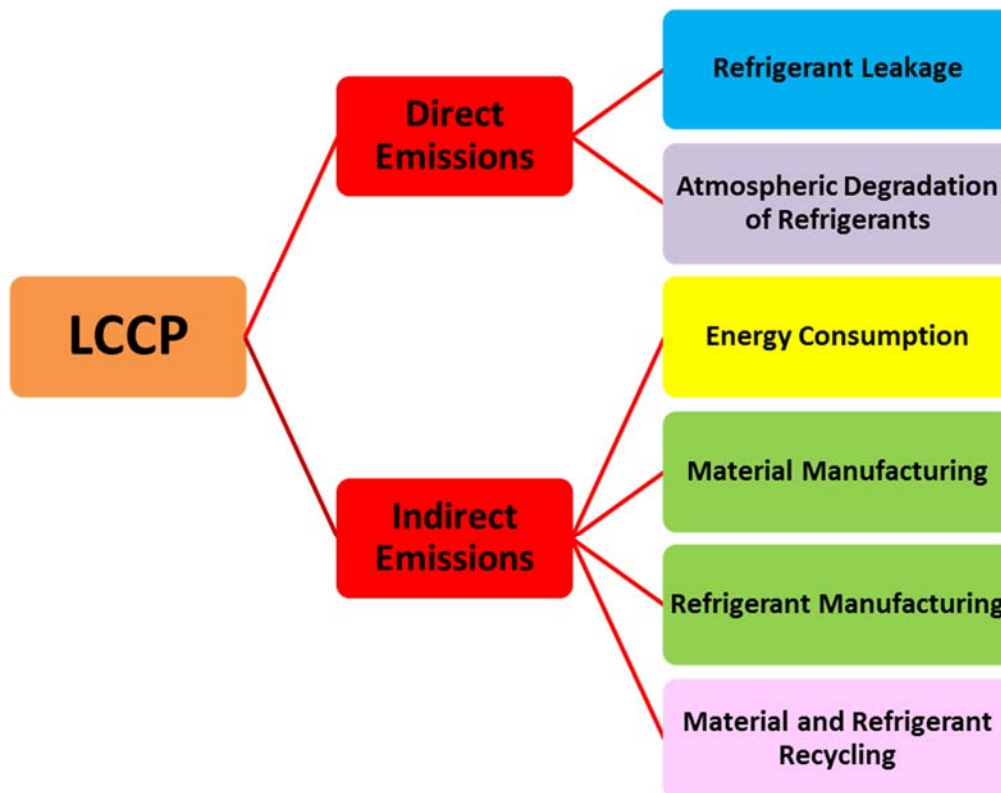 LCCP
Direct
Emissions
Refrigerant Leakage
Atmospheric Degradation
of Refrigerants
Indirect
Emissions
Energy Consumption
Material Manufacturing
Refrigerant Manufacturing
Material and Refrigerant
Recycling